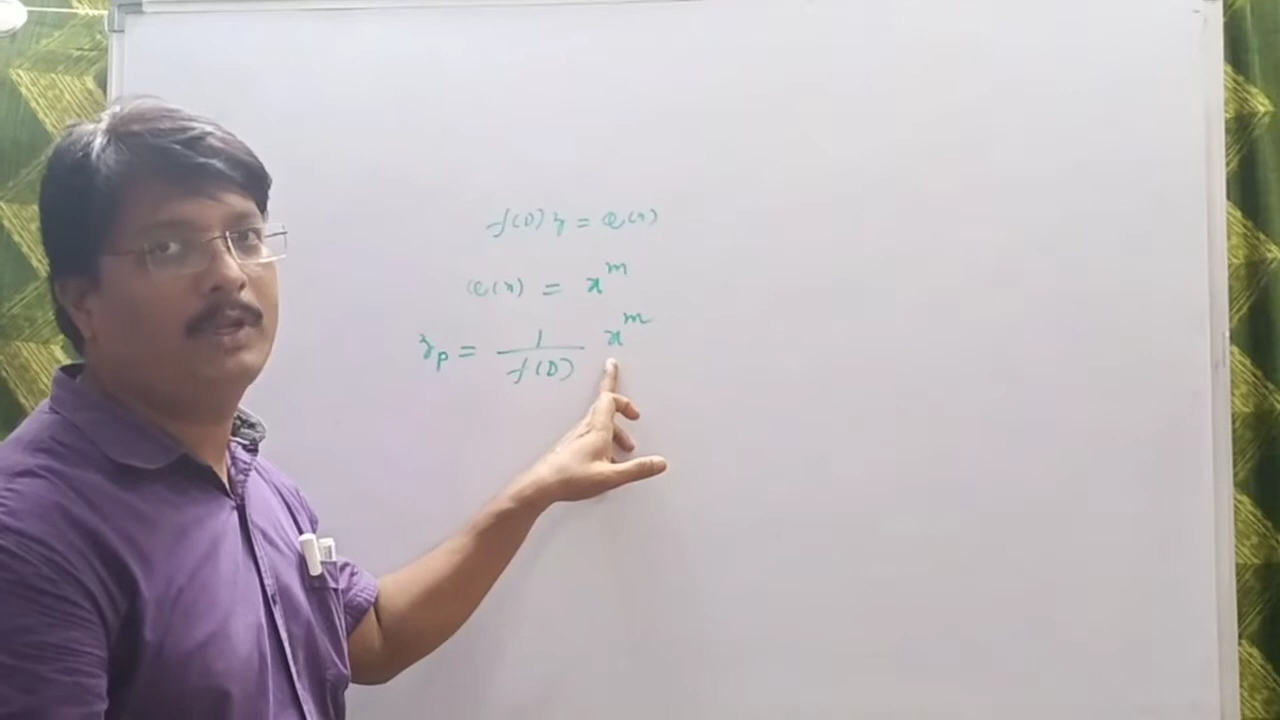 f(D)y = Q(x)
Q(x) = x^m
y_p = 1/f(D) x^m